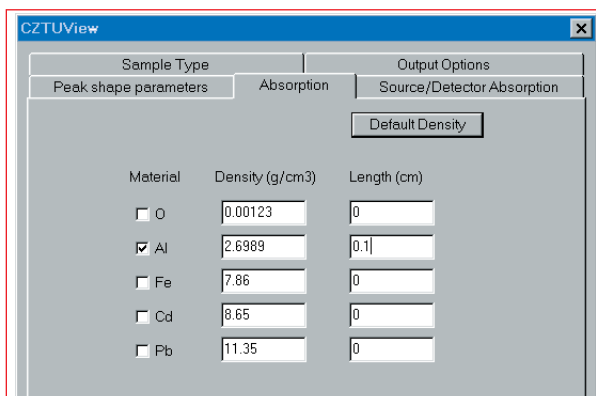 CZTUView
Sample Type Output Options
Peak shape parameters Absorption Source/Detector Absorption
Default Density
Material Density (g/cm3) Length (cm)
O 0.00123 0
Al 2.6989 0.1
Fe 7.86 0
Cd 8.65 0
Pb 11.35 0